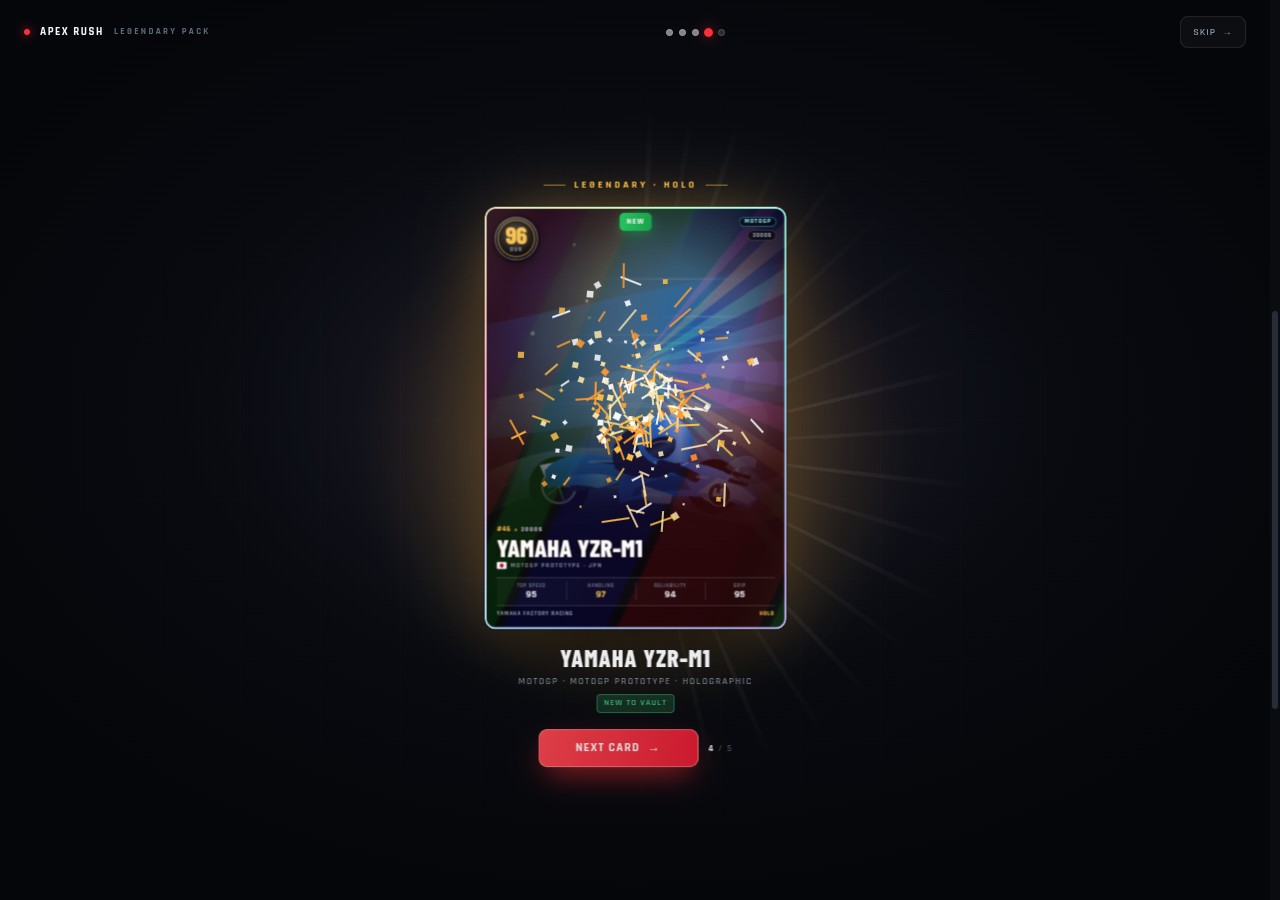 APEX RUSH LEGENDARY PACK
SKIP →
LEGENDARY · HOLO
96
NEW
MOTOGP
2000S
#46 • 2000S
YAMAHA YZR-M1
MOTOGP PROTOTYPE · JPN
TOP SPEED HANDLING RELIABILITY GRIP
95 97 94 95
YAMAHA FACTORY RACING HOLO
YAMAHA YZR-M1
MOTOGP · MOTOGP PROTOTYPE · HOLOGRAPHIC
NEW TO VAULT
NEXT CARD →
4 / 5